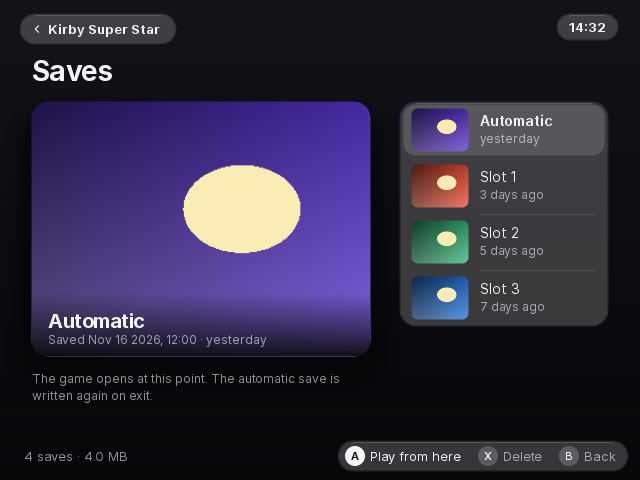 Kirby Super Star
14:32
Saves
Automatic
Saved Nov 16 2026, 12:00 · yesterday
The game opens at this point. The automatic save is
written again on exit.
Automatic
yesterday
Slot 1
3 days ago
Slot 2
5 days ago
Slot 3
7 days ago
4 saves · 4.0 MB
A Play from here X Delete B Back